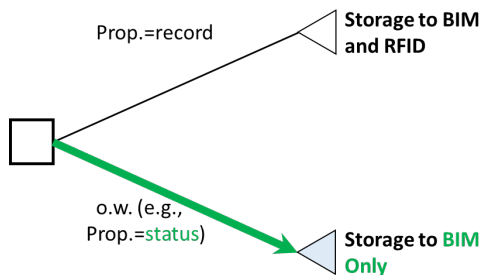 Prop.=record
Storage to BIM
and RFID
o.w. (e.g.,
Prop.=status)
Storage to BIM
Only